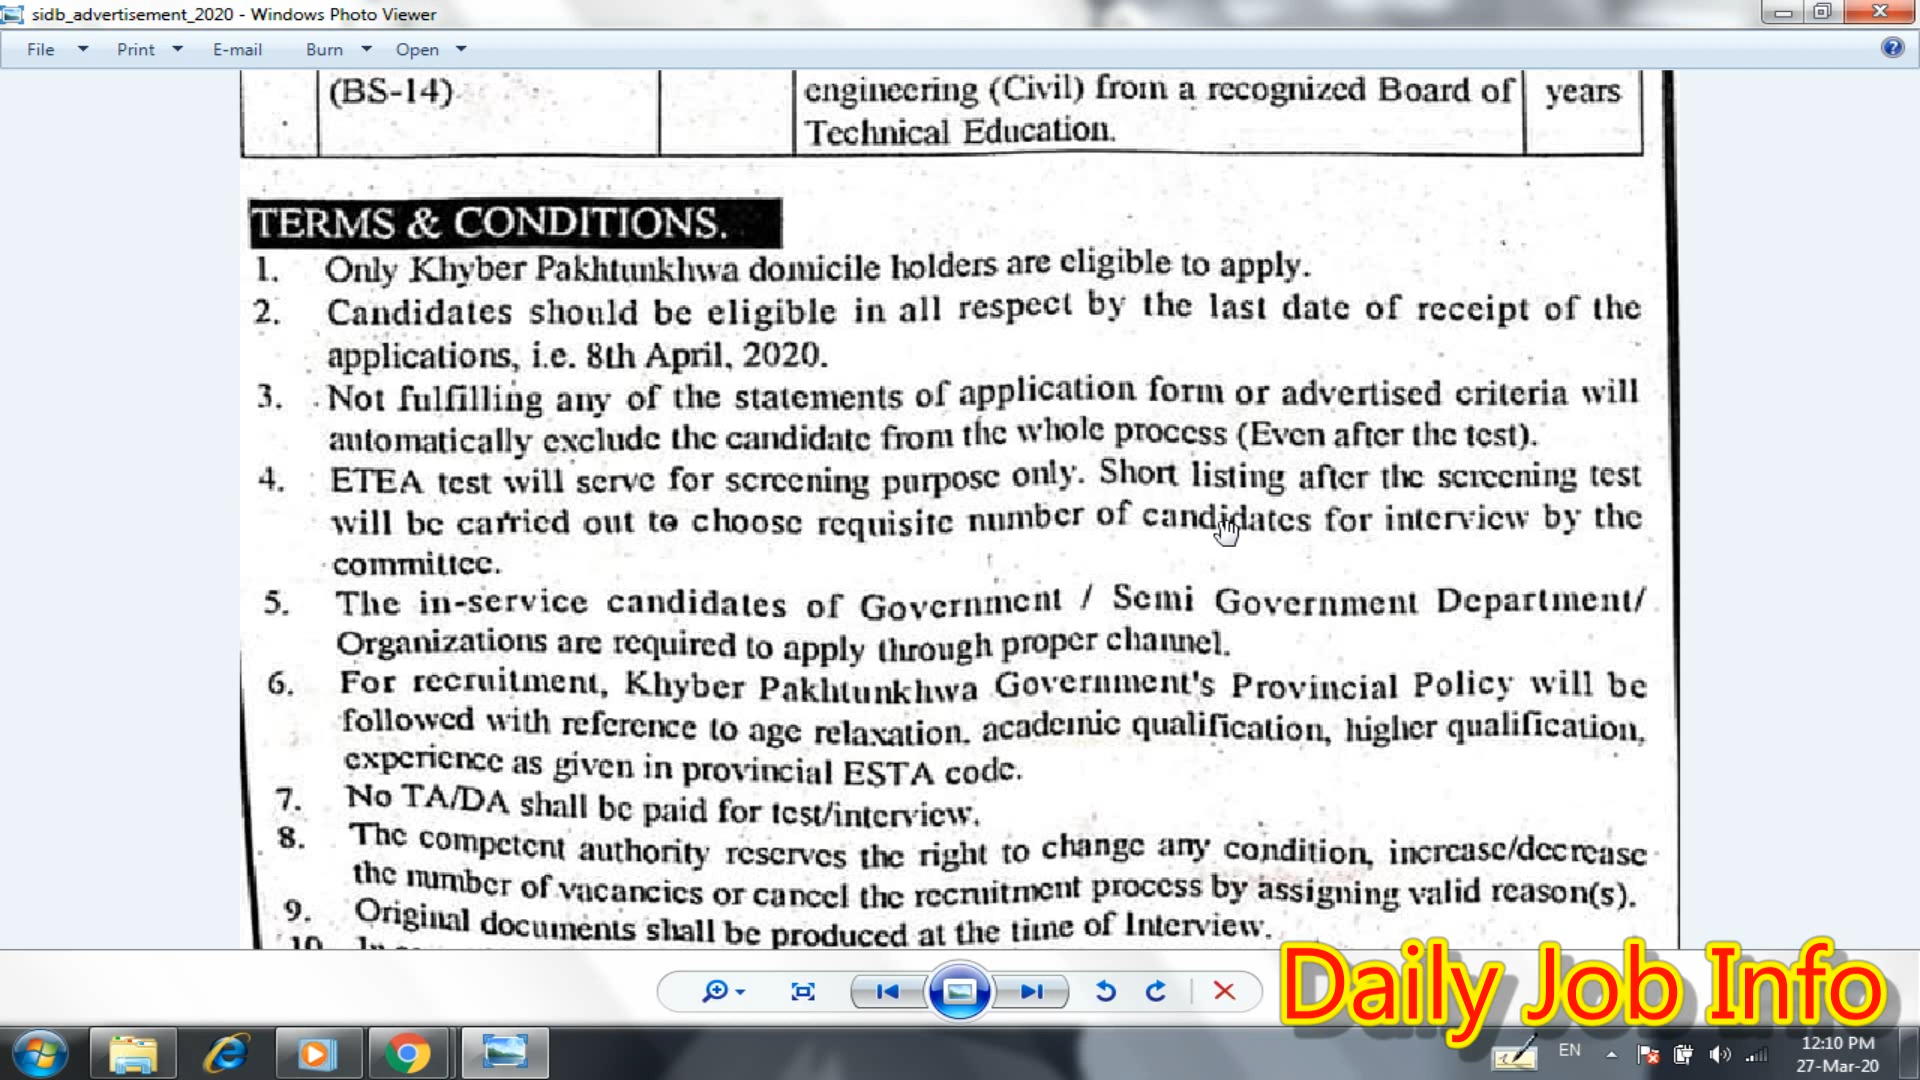 sidb_advertisement_2020 - Windows Photo Viewer
File Print E-mail Burn Open
(BS-14)
engineering (Civil) from a recognized Board of
Technical Education.
years
TERMS & CONDITIONS.
1. Only Khyber Pakhtunkhwa domicile holders are eligible to apply.
2. Candidates should be eligible in all respect by the last date of receipt of the
applications, i.e. 8th April, 2020.
3. Not fulfilling any of the statements of application form or advertised criteria will
automatically exclude the candidate from the whole process (Even after the test).
4. ETEA test will serve for screening purpose only. Short listing after the screening test
will be carried out to choose requisite number of candidates for interview by the
committee.
5. The in-service candidates of Government / Semi Government Department/
Organizations are required to apply through proper channel.
6. For recruitment, Khyber Pakhtunkhwa Government's Provincial Policy will be
followed with reference to age relaxation. academic qualification, higher qualification,
experience as given in provincial ESTA code.
7. No TA/DA shall be paid for test/interview.
8. The competent authority reserves the right to change any condition, increase/decrease
the number of vacancies or cancel the recruitment process by assigning valid reason(s).
9. Original documents shall be produced at the time of Interview.
10. In
Daily Job Info
EN
12:10 PM
27-Mar-20